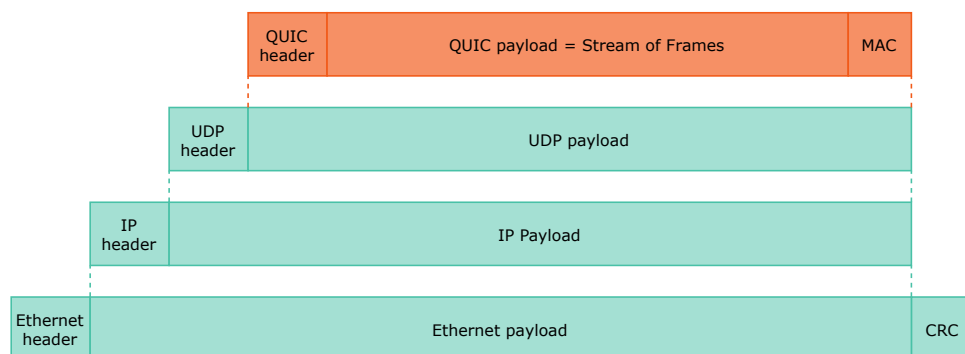 QUIC
header
QUIC payload = Stream of Frames
MAC
UDP
header
UDP payload
IP
header
IP Payload
Ethernet
header
Ethernet payload
CRC